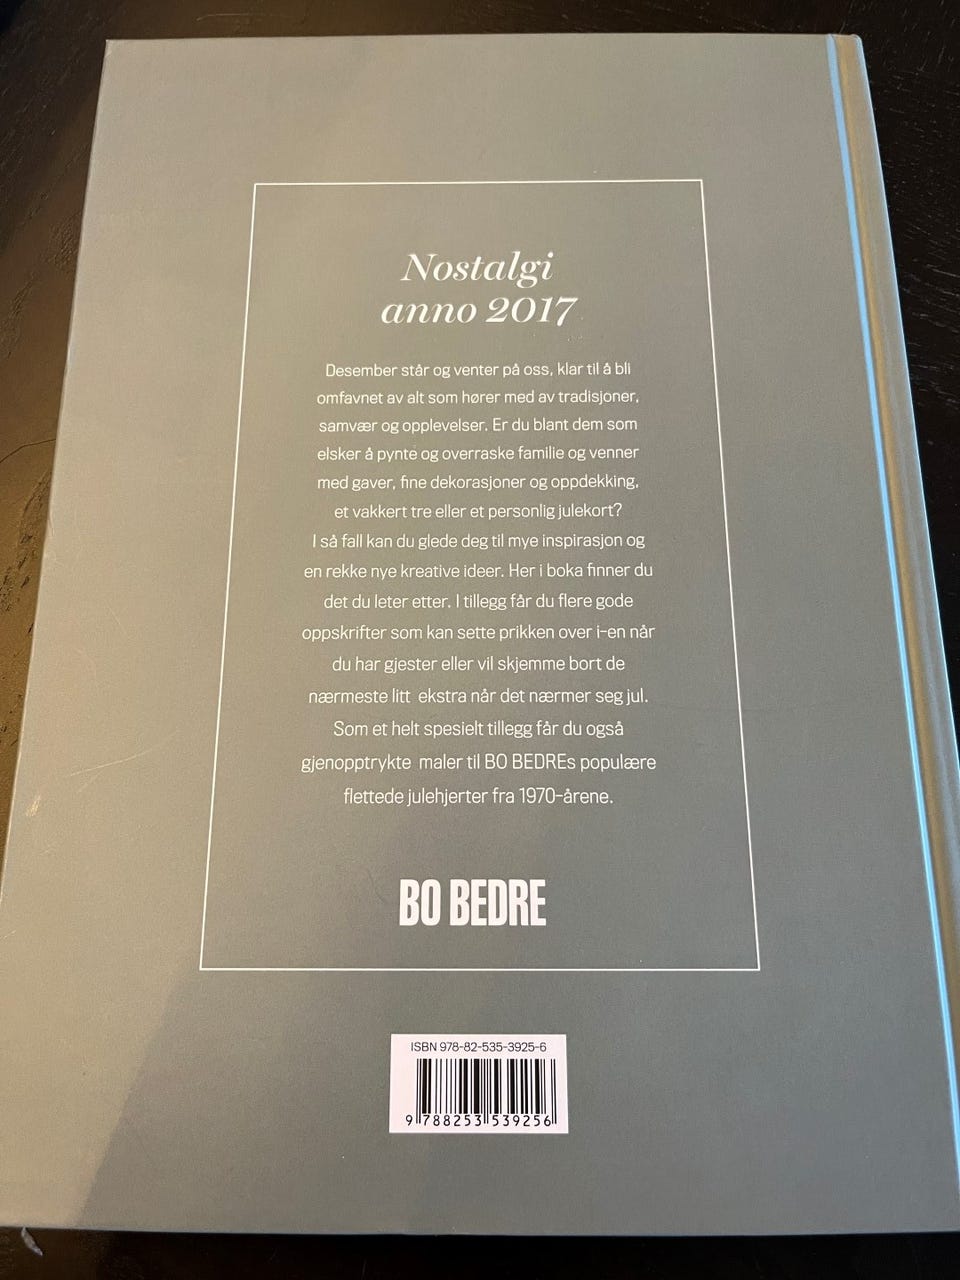 Nostalgi
anno 2017
Desember står og venter på oss, klar til å bli
omfavnet av alt som hører med av tradisjoner,
samvær og opplevelser. Er du blant dem som
elsker å pynte og overraske familie og venner
med gaver, fine dekorasjoner og oppdekking,
et vakkert tre eller et personlig julekort?
I så fall kan du glede deg til mye inspirasjon og
en rekke nye kreative ideer. Her i boka finner du
det du leter etter. I tillegg får du flere gode
oppskrifter som kan sette prikken over i-en når
du har gjester eller vil skjemme bort de
nærmeste litt ekstra når det nærmer seg jul.
Som et helt spesielt tillegg får du også
gjenopptrykte maler til BO BEDREs populære
flettede julehjerter fra 1970-årene.
BO BEDRE
ISBN 978-82-535-3925-6
9 788253 539256